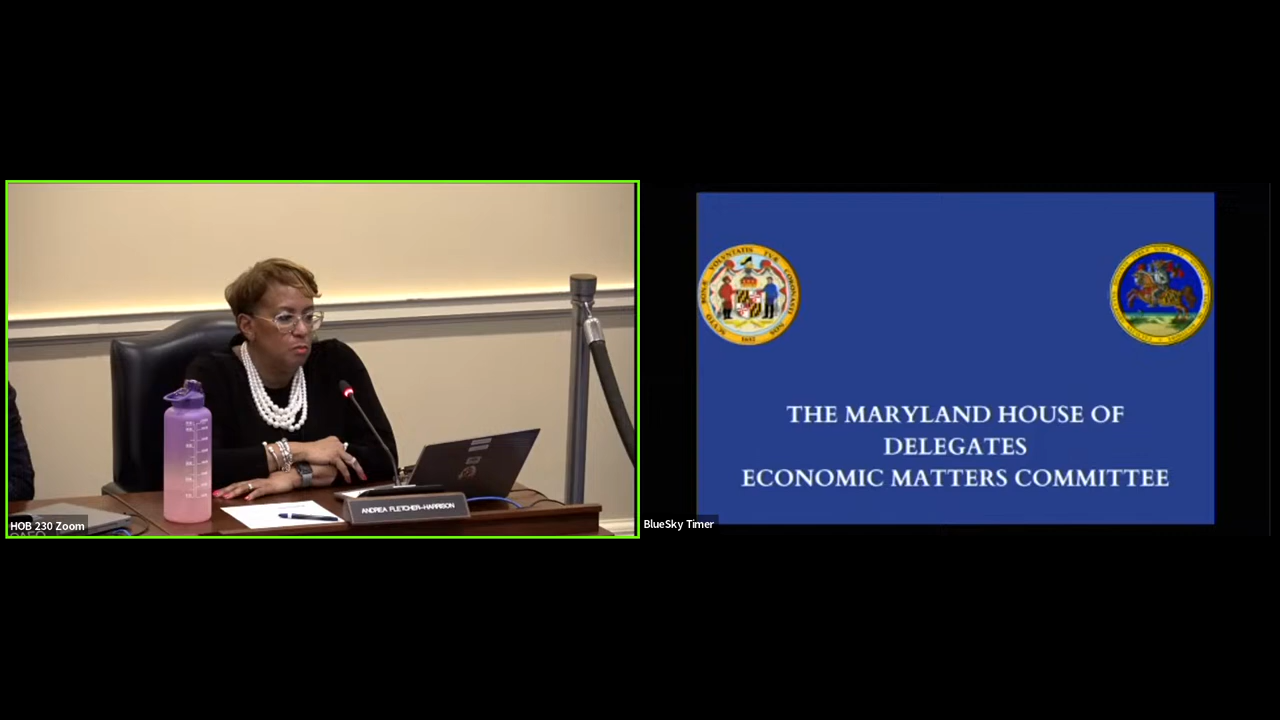 ANDREA FLETCHER-HARRISON
HOB 230 Zoom
THE MARYLAND HOUSE OF
DELEGATES
ECONOMIC MATTERS COMMITTEE
BlueSky Timer